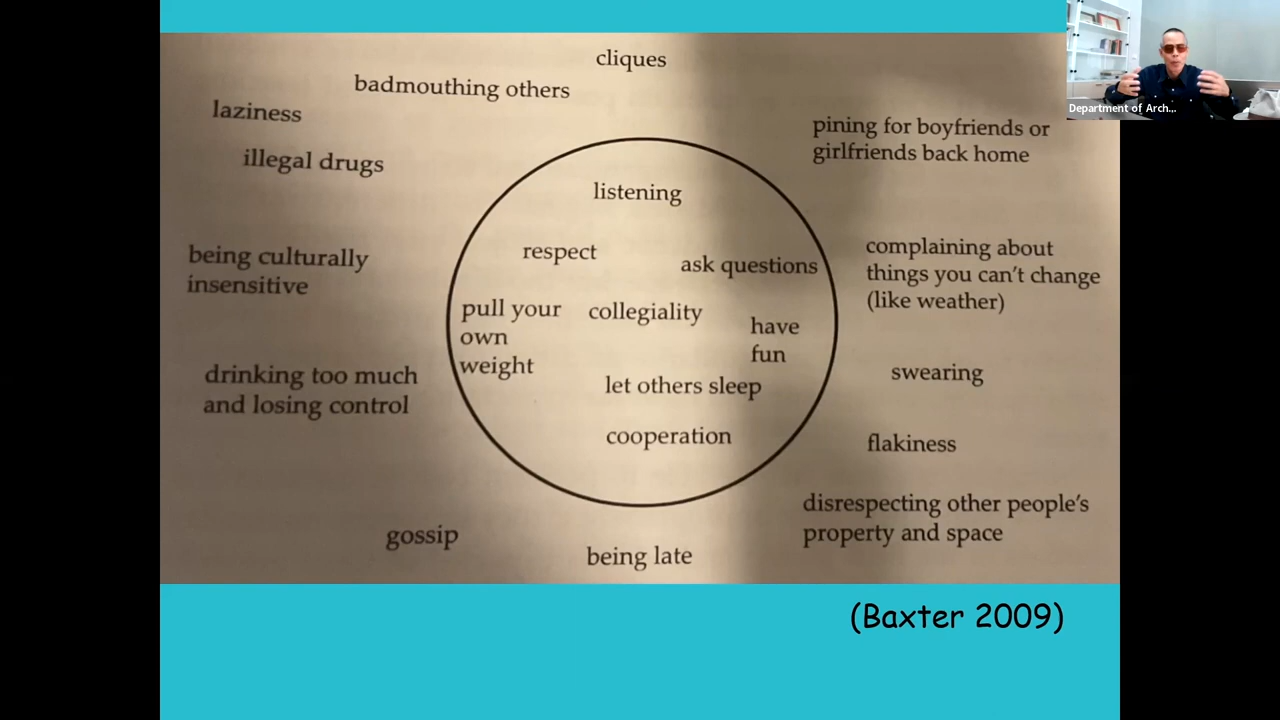 cliques
badmouthing others
laziness
illegal drugs
pining for boyfriends or
girlfriends back home
listening
respect
ask questions
being culturally
insensitive
complaining about
things you can't change
(like weather)
pull your
own
weight
collegiality
have
fun
let others sleep
drinking too much
and losing control
swearing
cooperation
flakiness
disrespecting other people's
property and space
gossip
being late
(Baxter 2009)
Department of Arch...